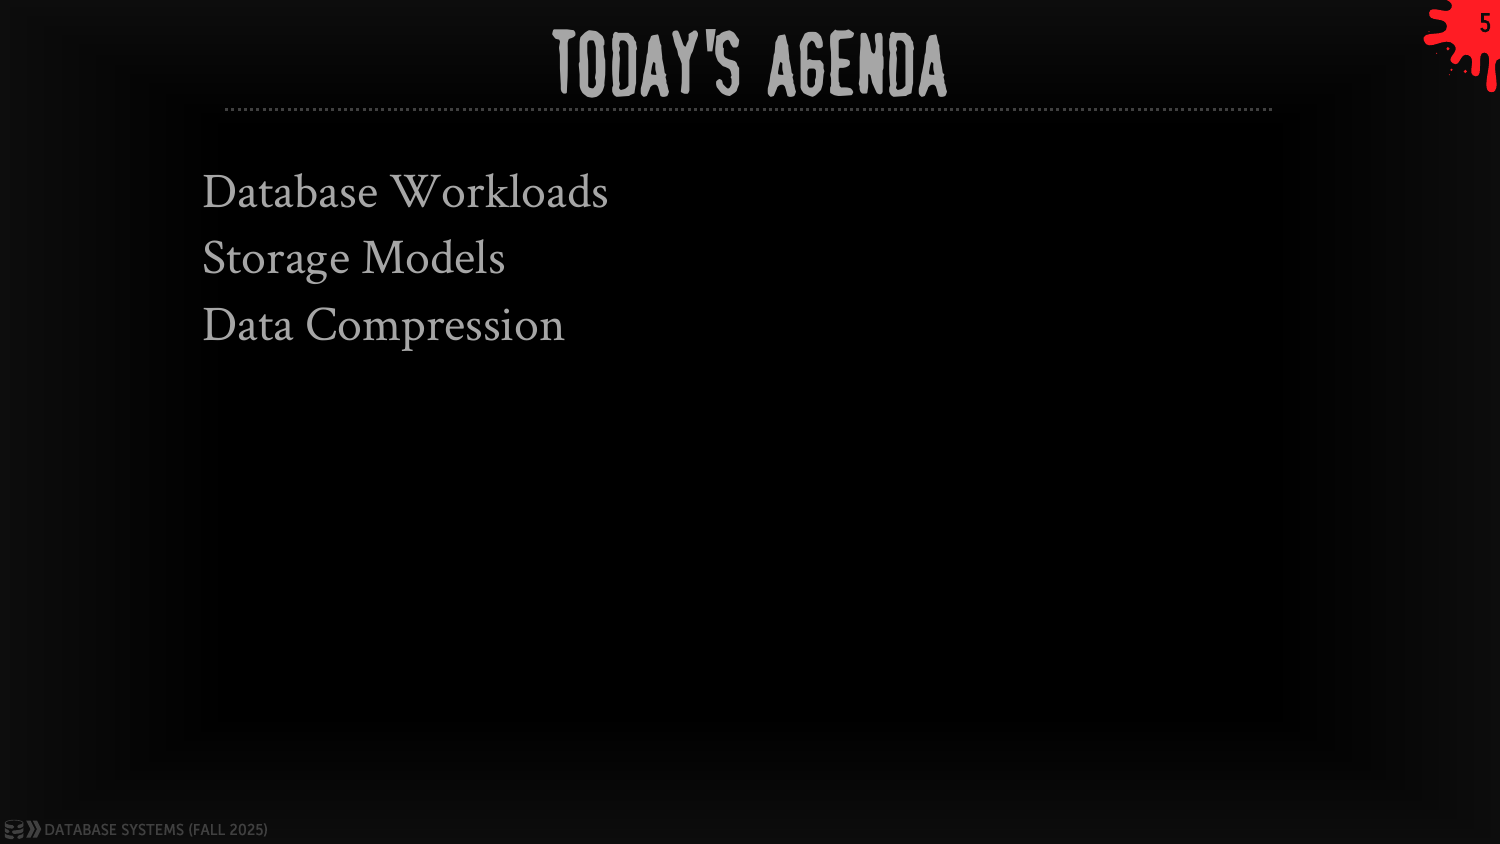 TODAY'S AGENDA
5
Database Workloads
Storage Models
Data Compression
DATABASE SYSTEMS (FALL 2025)